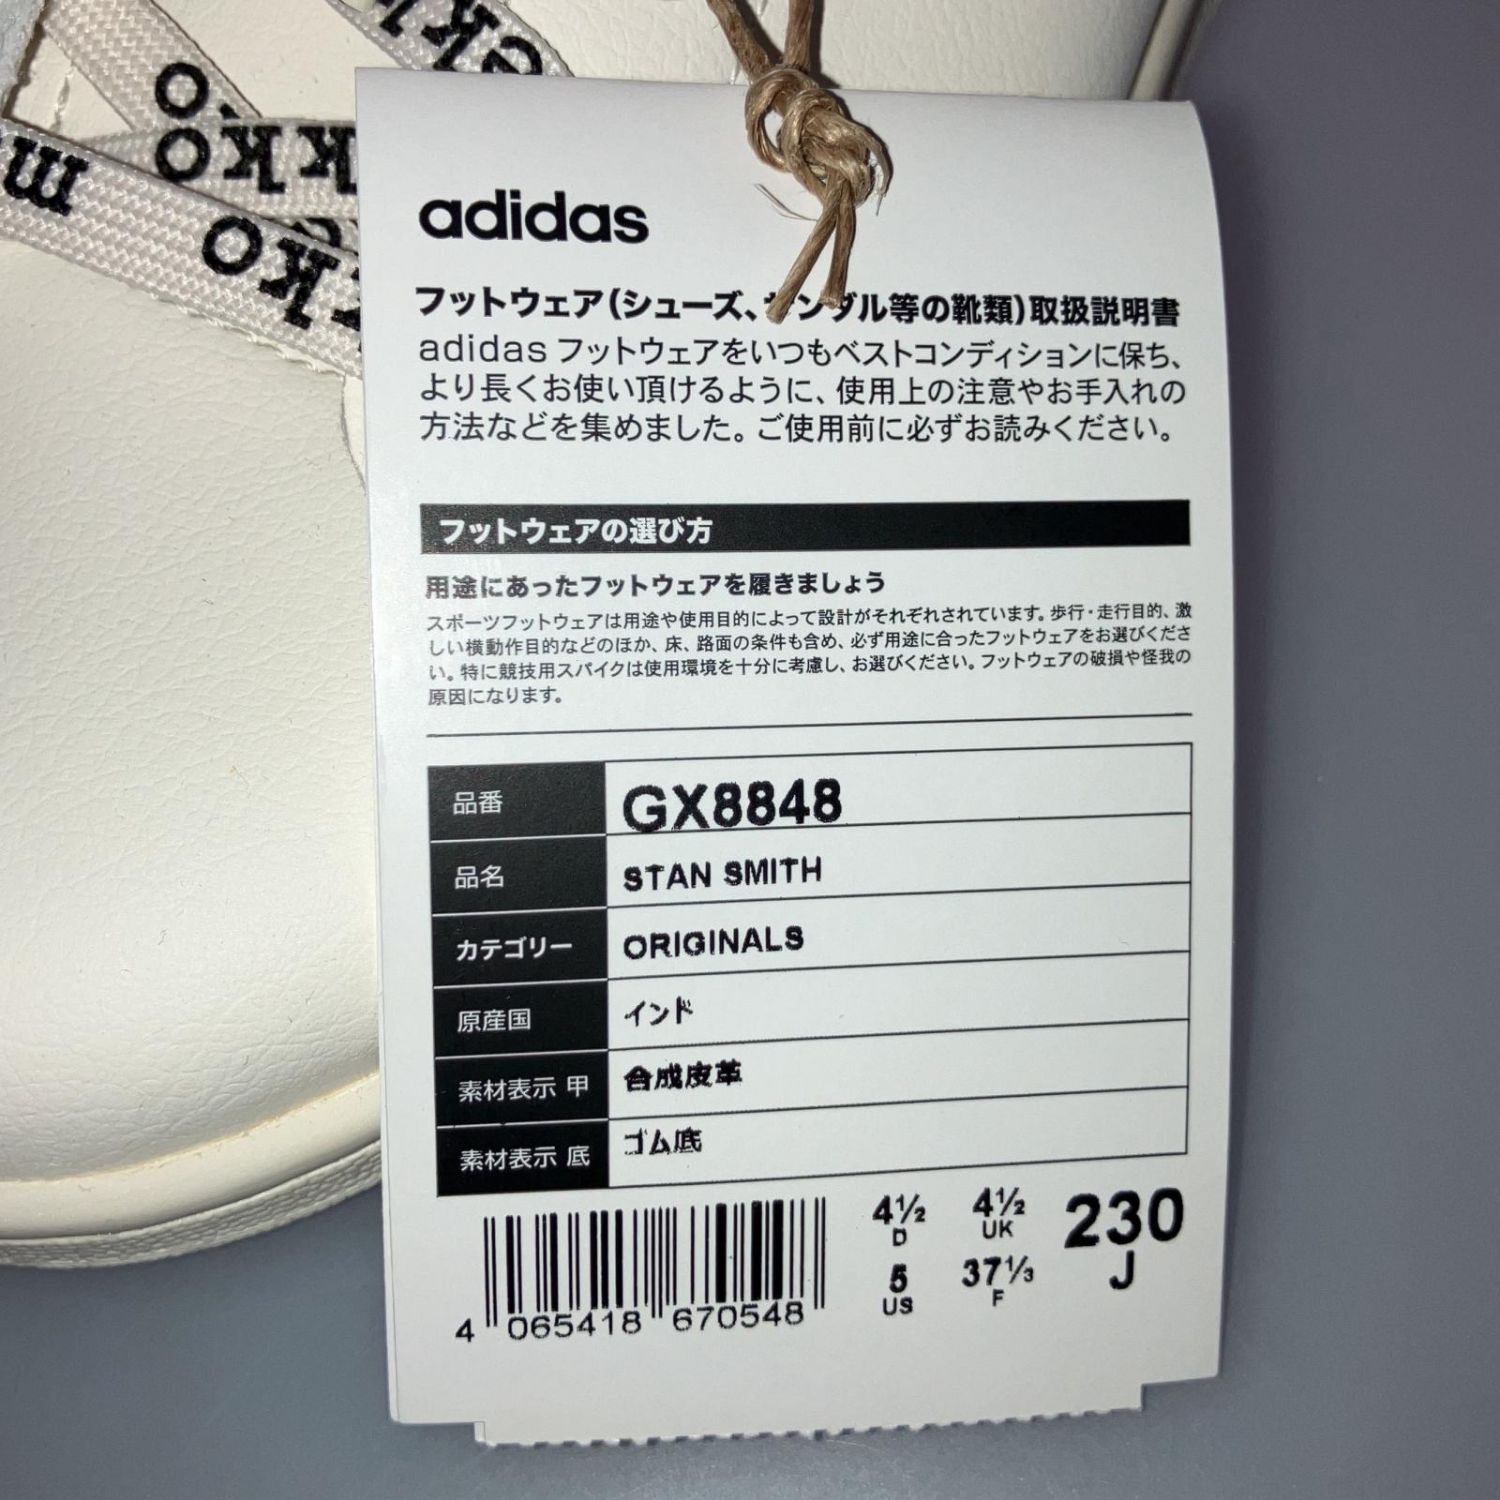 adidas
フットウェア(シューズ、サンダル等の靴類)取扱説明書
adidas フットウェアをいつもベストコンディションに保ち、
より長くお使い頂けるように、使用上の注意やお手入れの
方法などを集めました。ご使用前に必ずお読みください。
フットウェアの選び方
用途にあったフットウェアを履きましょう
スポーツフットウェアは用途や使用目的によって設計がそれぞれされています。歩行・走行目的、激
しい横動作目的などのほか、床、路面の条件も含め、必ず用途に合ったフットウェアをお選びくださ
い。特に競技用スパイクは使用環境を十分に考慮し、お選びください。フットウェアの破損や怪我の
原因になります。
品番 GX8848
品名 STAN SMITH
カテゴリー ORIGINALS
原産国 インド
素材表示 甲 合成皮革
素材表示 底 ゴム底
4½ D 4½ UK 230 J
5 US 37⅓ F
4 065418 670548